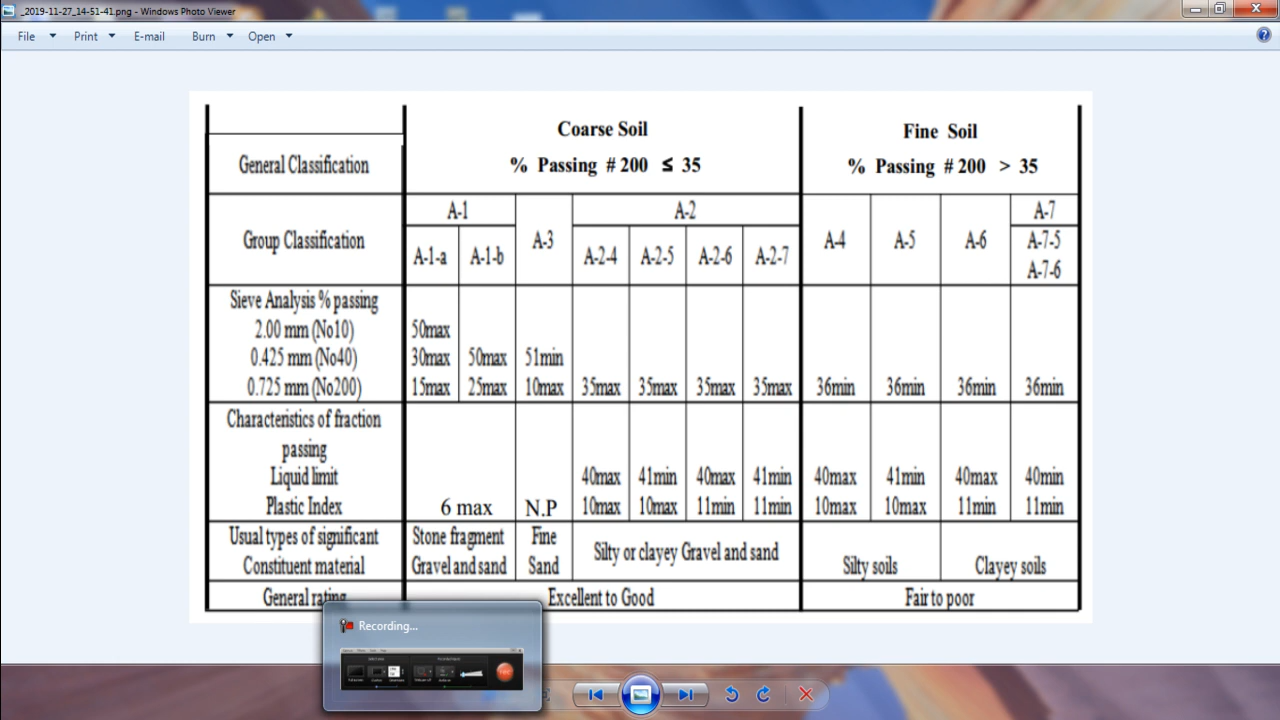 _2019-11-27_14-51-41.png - Windows Photo Viewer
File Print E-mail Burn Open
Coarse Soil Fine Soil
General Classification % Passing # 200 ≤ 35 % Passing # 200 > 35
A-1 A-2 A-7
Group Classification A-3 A-4 A-5 A-6 A-7-5
A-1-a A-1-b A-2-4 A-2-5 A-2-6 A-2-7
A-7-6
Sieve Analysis % passing
2.00 mm (No10) 50max
0.425 mm (No40) 30max 50max 51min
0.725 mm (No200) 15max 25max 10max 35max 35max 35max 35max 36min 36min 36min 36min
Characteristics of fraction
passing
Liquid limit 40max 41min 40max 41min 40max 41min 40max 40min
Plastic Index 6 max N.P 10max 10max 11min 11min 10max 10max 11min 11min
Usual types of significant Stone fragment Fine
Silty or clayey Gravel and sand
Constituent material Gravel and sand Sand Silty soils Clayey soils
General rating Excellent to Good Fair to poor
Recording...